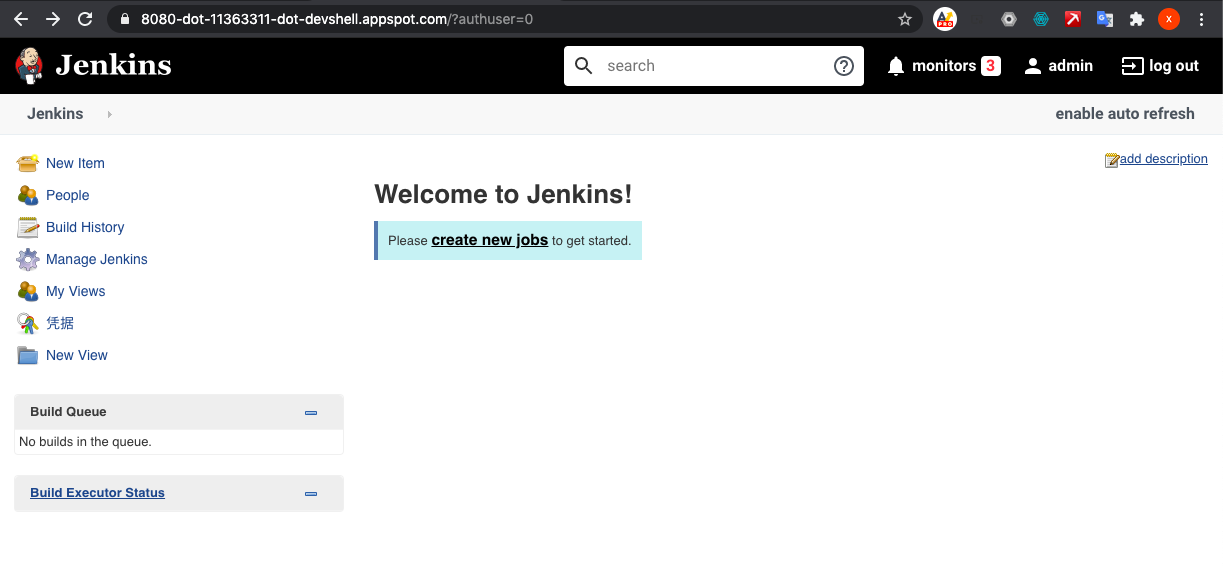 8080-dot-11363311-dot-devshell.appspot.com/?authuser=0
PRO
X
Jenkins
search
monitors 3
admin
log out
Jenkins
enable auto refresh
New Item
People
Build History
Manage Jenkins
My Views
凭据
New View
Build Queue
No builds in the queue.
Build Executor Status
add description
Welcome to Jenkins!
Please create new jobs to get started.